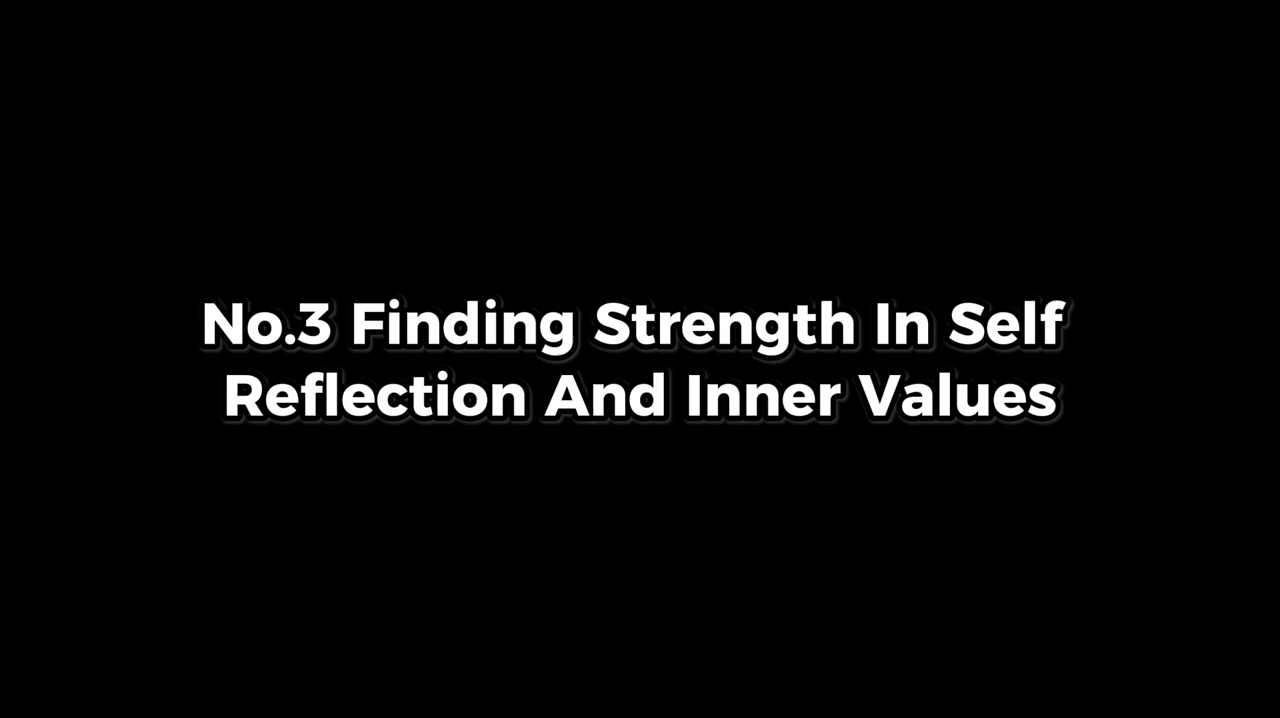 No.3 Finding Strength In Self
Reflection And Inner Values